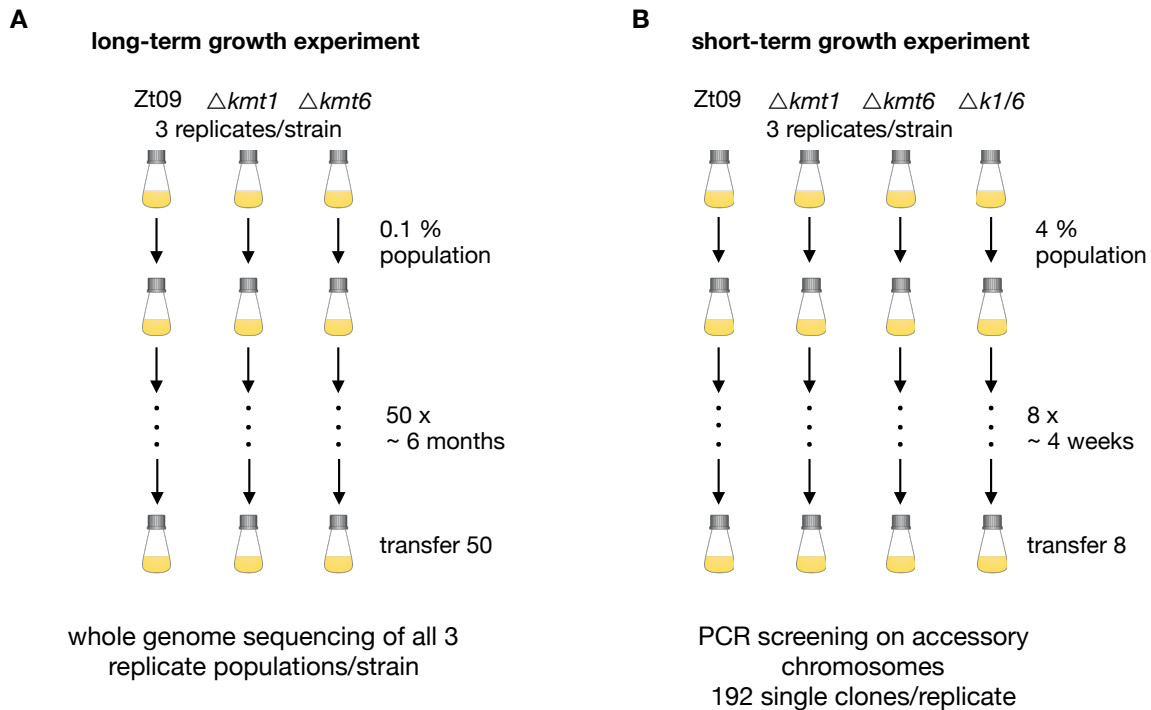 A
long-term growth experiment
Zt09 △kmt1 △kmt6
3 replicates/strain
0.1 %
population
50 x
~ 6 months
transfer 50
whole genome sequencing of all 3
replicate populations/strain
B
short-term growth experiment
Zt09 △kmt1 △kmt6 △k1/6
3 replicates/strain
4 %
population
8 x
~ 4 weeks
transfer 8
PCR screening on accessory
chromosomes
192 single clones/replicate